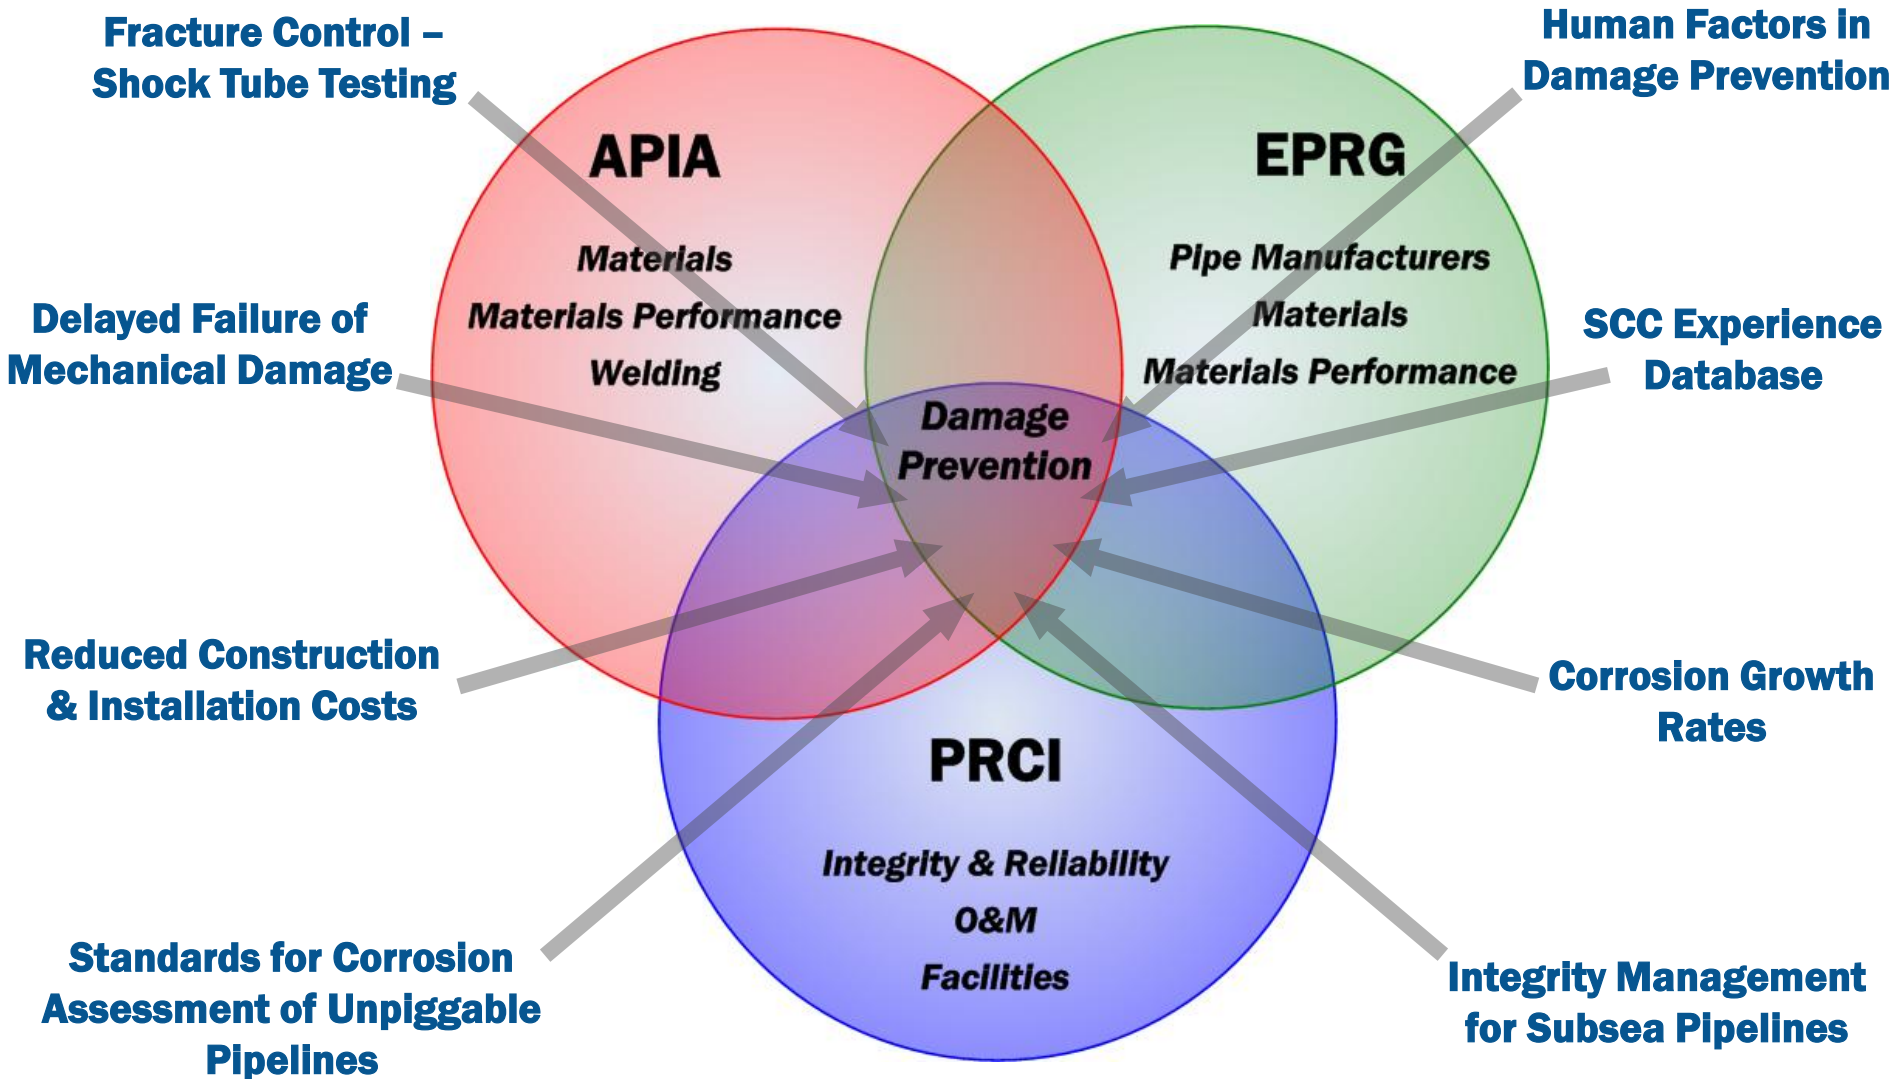 Fracture Control –
Shock Tube Testing
Human Factors in
Damage Prevention
APIA
Materials
Materials Performance
Welding
EPRG
Pipe Manufacturers
Materials
Materials Performance
Delayed Failure of
Mechanical Damage
SCC Experience
Database
Damage
Prevention
Reduced Construction
& Installation Costs
Corrosion Growth
Rates
PRCI
Integrity & Reliability
O&M
Facilities
Standards for Corrosion
Assessment of Unpiggable
Pipelines
Integrity Management
for Subsea Pipelines